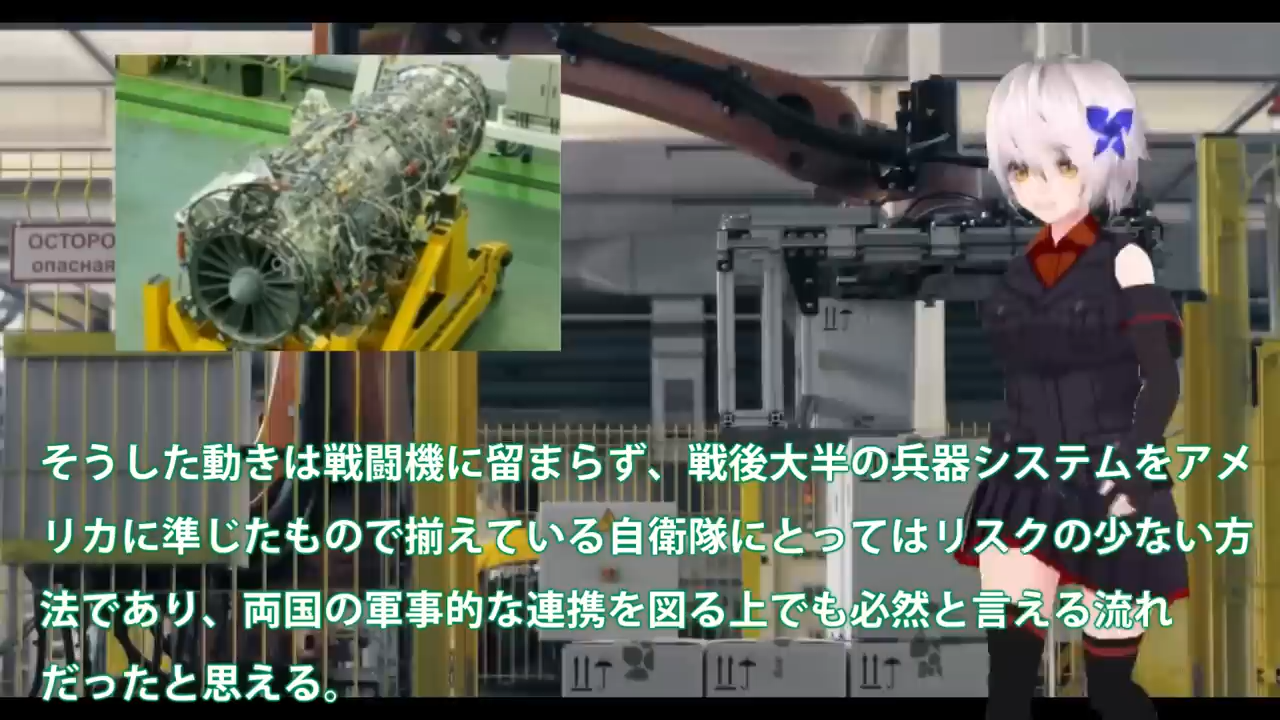 ОСТОРО
опасная
そうした動きは戦闘機に留まらず、戦後大半の兵器システムをアメ
リカに準じたもので揃えている自衛隊にとってはリスクの少ない方
法であり、両国の軍事的な連携を図る上でも必然と言える流れ
だったと思える。